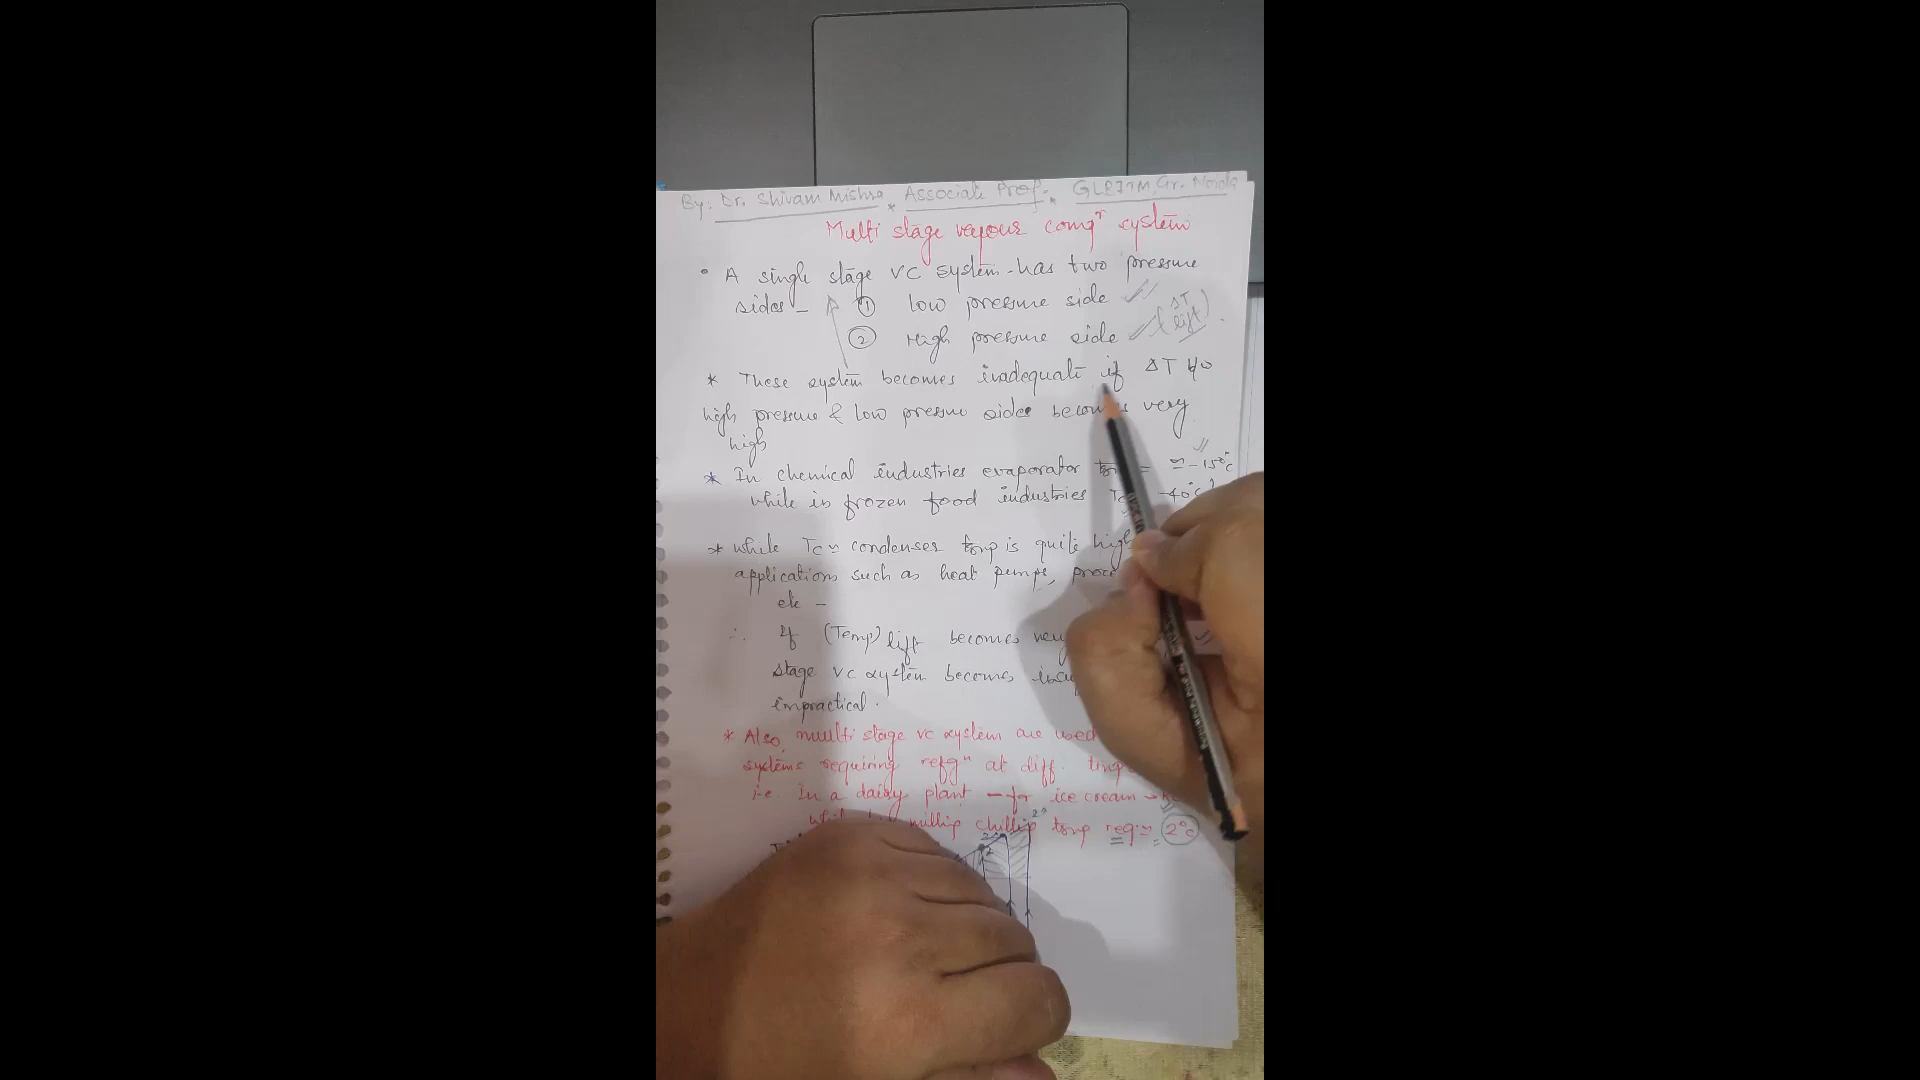 By: Dr. Shivam Mishra * Associate Prof. * GLBITM, Gr. Noida
Multi stage vapour compⁿ system
• A single stage VC system has two pressure
sides - ① low pressure side
② High pressure side (ΔT lift)
* These system becomes inadequate if ΔT b/w
high pressure & low pressure sides becomes very
high
* In chemical industries evaporator temp = ≃ -150°C
while in frozen food industries -40°C
* while Tc ≃ condenser temp is quite high
applications such as heat pumps,
etc -
∴ If (Temp) lift becomes very
stage VC system becomes
impractical.
* Also, multi stage vc system are used
systems requiring refgⁿ at diff.
i.e. In a dairy plant - for ice cream →
chilling temp req ≃ 2°C